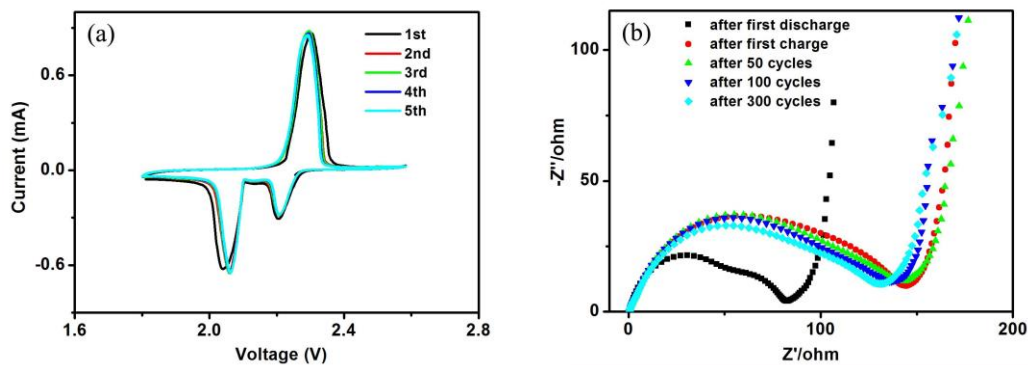 (a)
1st
2nd
3rd
4th
5th
0.6
0.0
-0.6
1.6
2.0
2.4
2.8
Current (mA)
Voltage (V)
(b)
after first discharge
after first charge
after 50 cycles
after 100 cycles
after 300 cycles
-100
-50
0
0
100
200
-Z''/ohm
Z'/ohm